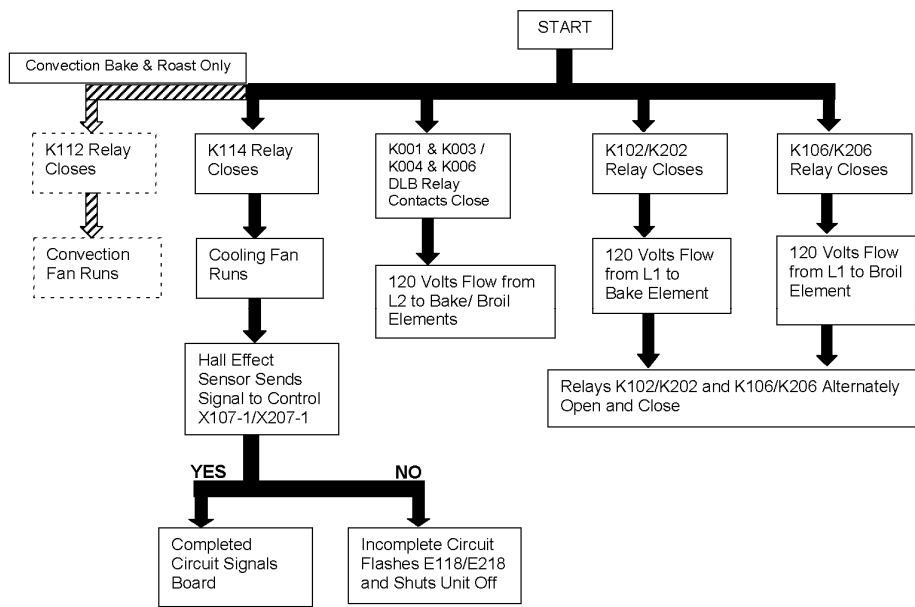 START
Convection Bake & Roast Only
K112 Relay
Closes
K114 Relay
Closes
K001 & K003 /
K004 & K006
DLB Relay
Contacts Close
K102/K202
Relay Closes
K106/K206
Relay Closes
Convection
Fan Runs
Cooling Fan
Runs
120 Volts Flow from
L2 to Bake/ Broil
Elements
120 Volts Flow
from L1 to
Bake Element
120 Volts Flow
from L1 to Broil
Element
Hall Effect
Sensor Sends
Signal to Control
X107-1/X207-1
Relays K102/K202 and K106/K206 Alternately
Open and Close
YES
NO
Completed
Circuit Signals
Board
Incomplete Circuit
Flashes E118/E218
and Shuts Unit Off